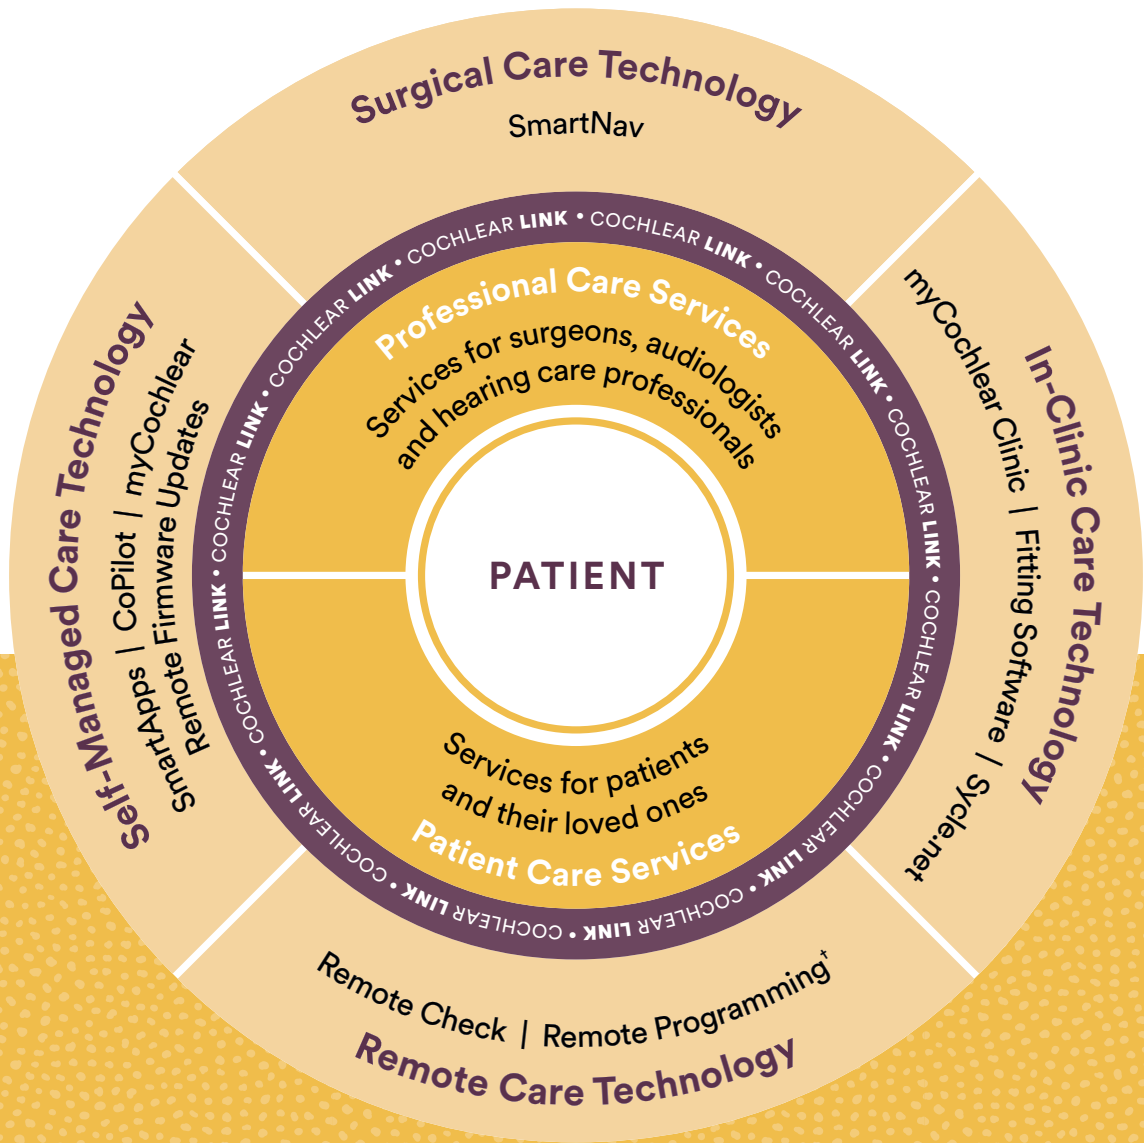 Surgical Care Technology
SmartNav
In-Clinic Care Technology
myCochlear Clinic | Fitting Software | Sycle.net
Remote Check | Remote Programming†
Remote Care Technology
Self-Managed Care Technology
SmartApps | CoPilot | myCochlear
Remote Firmware Updates
COCHLEAR LINK • COCHLEAR LINK • COCHLEAR LINK • COCHLEAR LINK • COCHLEAR LINK • COCHLEAR LINK • COCHLEAR LINK • COCHLEAR LINK • COCHLEAR LINK • COCHLEAR LINK • COCHLEAR LINK • COCHLEAR LINK •
Professional Care Services
Services for surgeons, audiologists
and hearing care professionals
PATIENT
Services for patients
and their loved ones
Patient Care Services